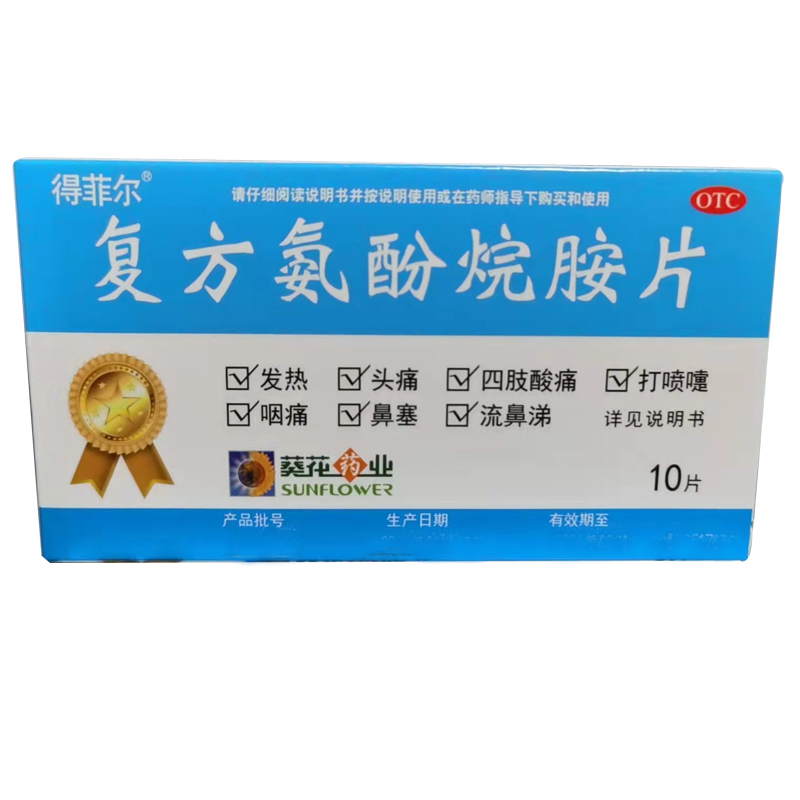 得菲尔®
请仔细阅读说明书并按说明使用或在药师指导下购买和使用
OTC
复方氨酚烷胺片
发热 头痛 四肢酸痛 打喷嚏
咽痛 鼻塞 流鼻涕 详见说明书
葵花药业
SUNFLOWER
10片
产品批号 生产日期 有效期至